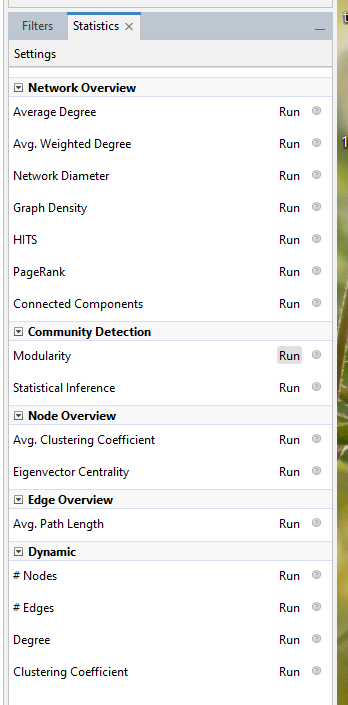 Filters Statistics
Settings
Network Overview
Average Degree Run
Avg. Weighted Degree Run
Network Diameter Run
Graph Density Run
HITS Run
PageRank Run
Connected Components Run
Community Detection
Modularity Run
Statistical Inference Run
Node Overview
Avg. Clustering Coefficient Run
Eigenvector Centrality Run
Edge Overview
Avg. Path Length Run
Dynamic
# Nodes Run
# Edges Run
Degree Run
Clustering Coefficient Run